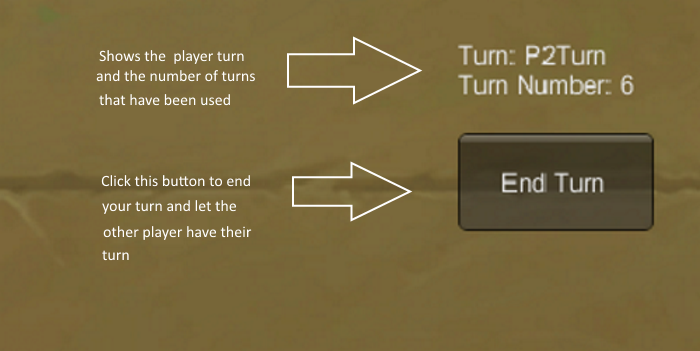 Shows the player turn
and the number of turns
that have been used
Turn: P2Turn
Turn Number: 6
Click this button to end
your turn and let the
other player have their
turn
End Turn